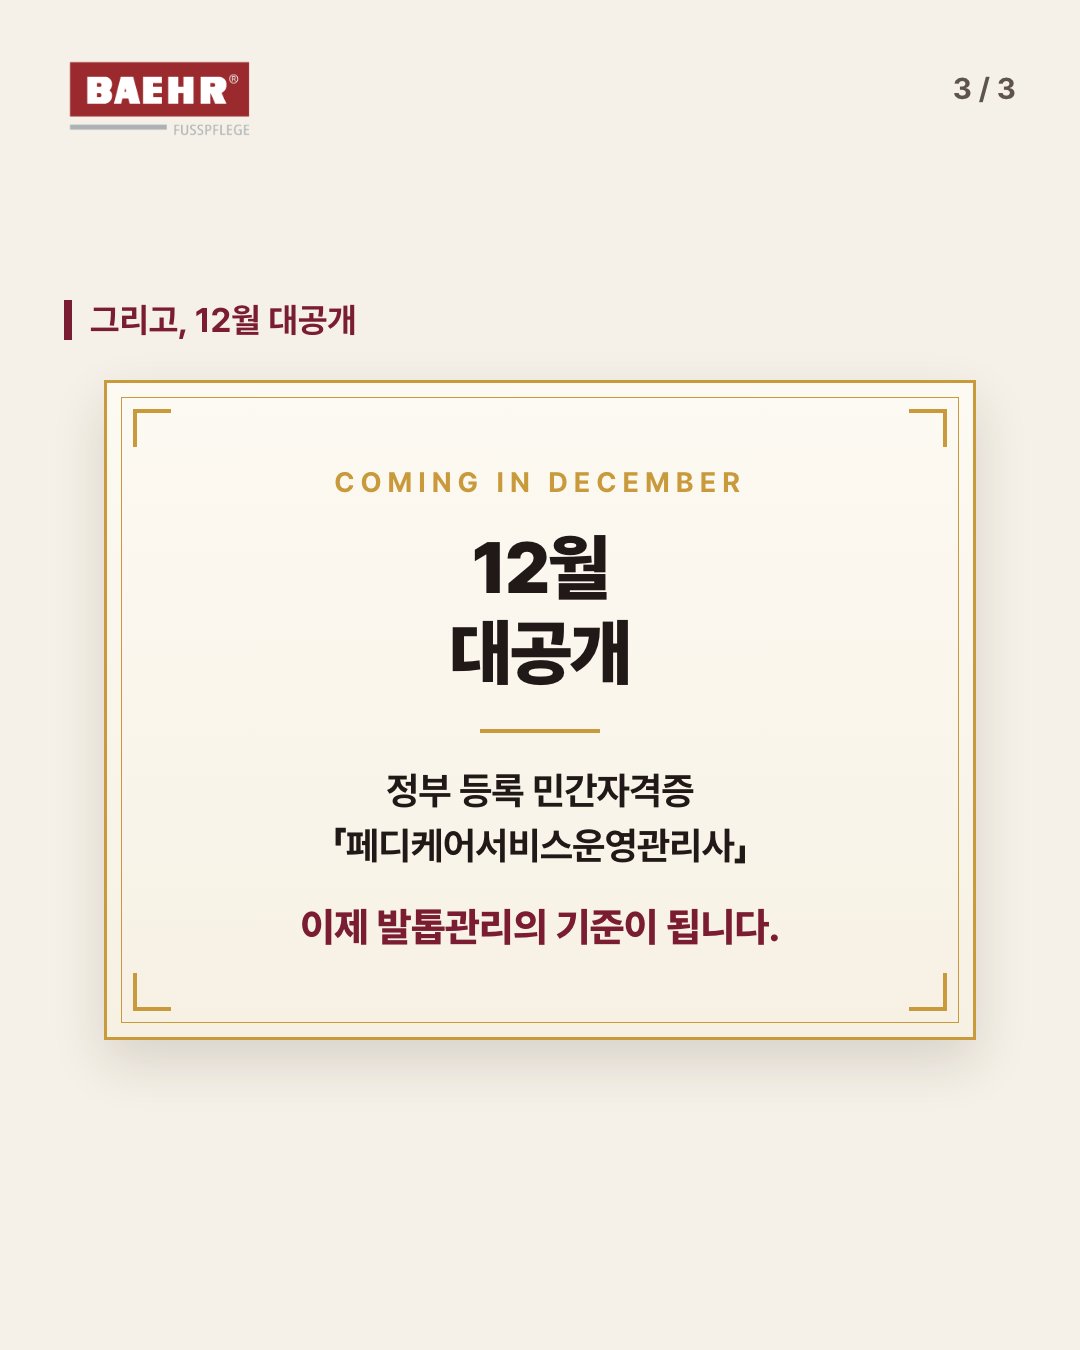 BAEHR®
FUSSPFLEGE
3 / 3
그리고, 12월 대공개
COMING IN DECEMBER
12월
대공개
정부 등록 민간자격증
「페디케어서비스운영관리사」
이제 발톱관리의 기준이 됩니다.